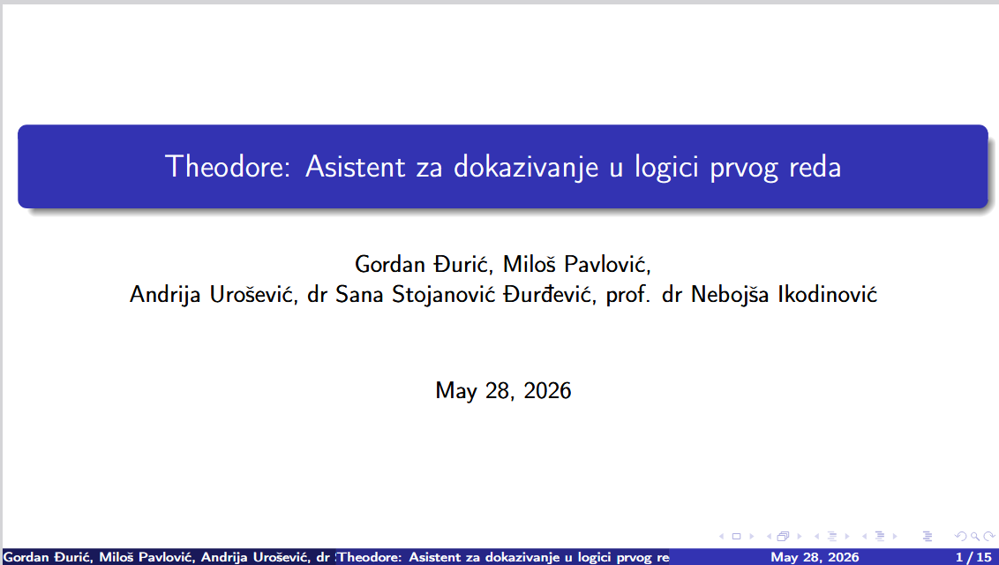 Theodore: Asistent za dokazivanje u logici prvog reda
Gordan Đurić, Miloš Pavlović,
Andrija Urošević, dr Sana Stojanović Đurđević, prof. dr Nebojša Ikodinović
May 28, 2026
Gordan Đurić, Miloš Pavlović, Andrija Urošević, dr Theodore: Asistent za dokazivanje u logici prvog re May 28, 2026 1 / 15